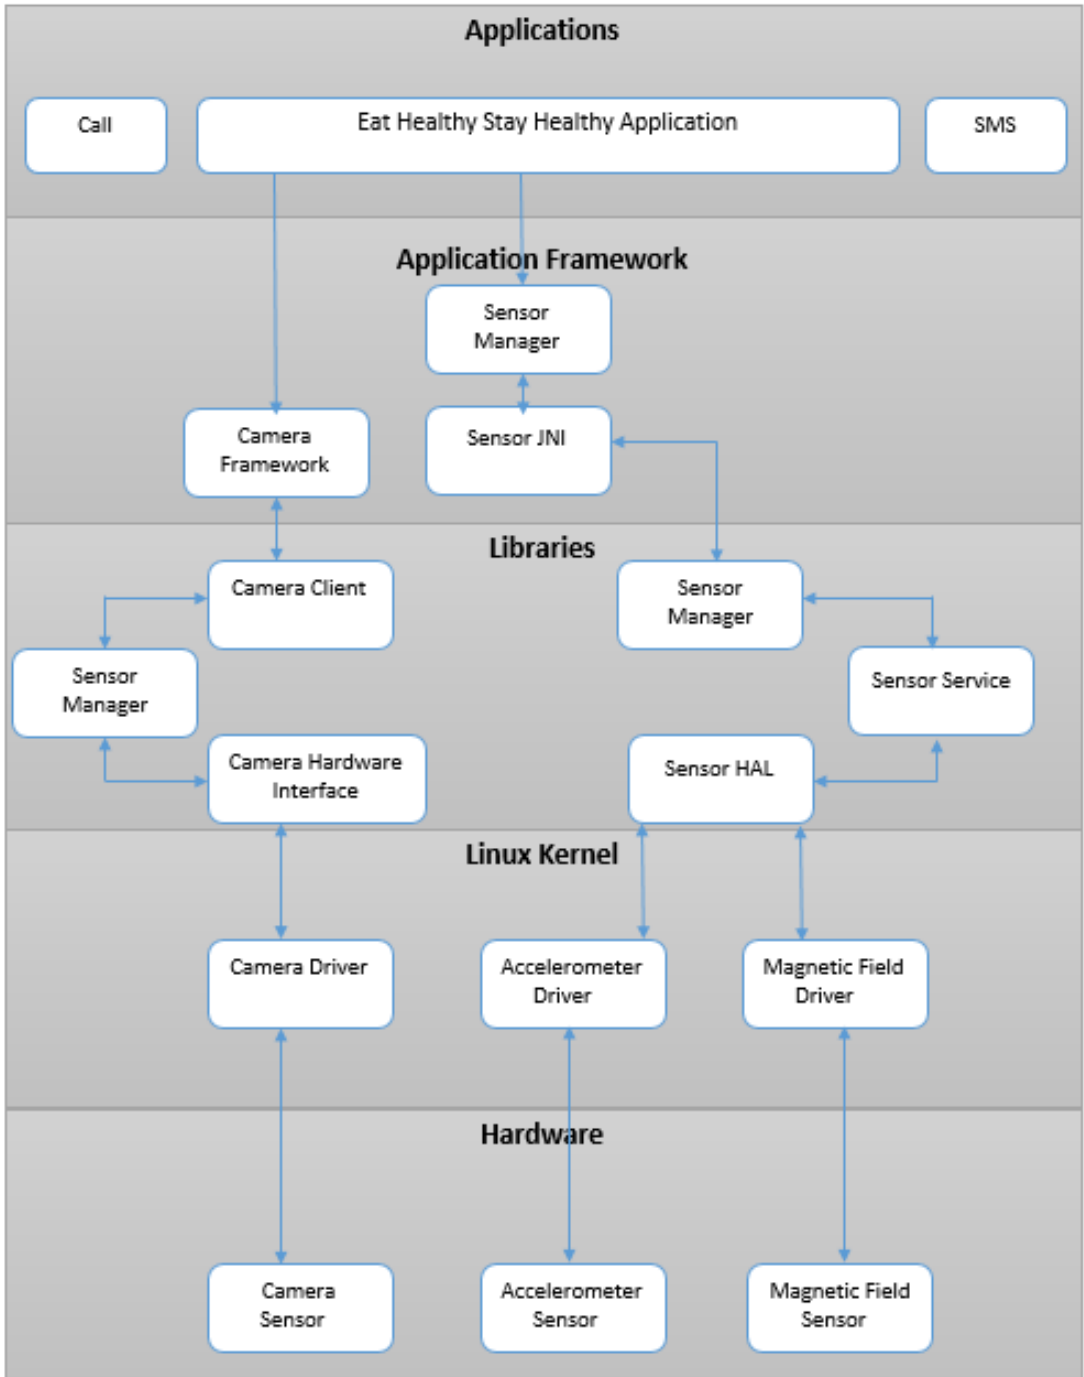 Applications
Call
Eat Healthy Stay Healthy Application
SMS
Application Framework
Sensor
Manager
Camera
Framework
Sensor JNI
Libraries
Camera Client
Sensor
Manager
Sensor
Manager
Sensor Service
Camera Hardware
Interface
Sensor HAL
Linux Kernel
Camera Driver
Accelerometer
Driver
Magnetic Field
Driver
Hardware
Camera
Sensor
Accelerometer
Sensor
Magnetic Field
Sensor